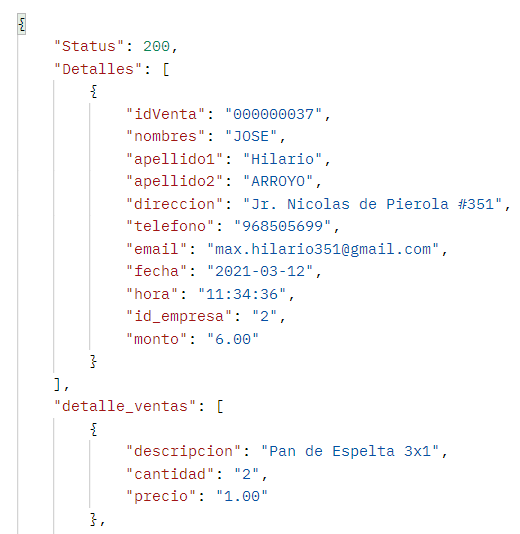 {
"Status": 200,
"Detalles": [
{
"idVenta": "000000037",
"nombres": "JOSE",
"apellido1": "Hilario",
"apellido2": "ARROYO",
"direccion": "Jr. Nicolas de Pierola #351",
"telefono": "968505699",
"email": "max.hilario351@gmail.com",
"fecha": "2021-03-12",
"hora": "11:34:36",
"id_empresa": "2",
"monto": "6.00"
}
],
"detalle_ventas": [
{
"descripcion": "Pan de Espelta 3x1",
"cantidad": "2",
"precio": "1.00"
},